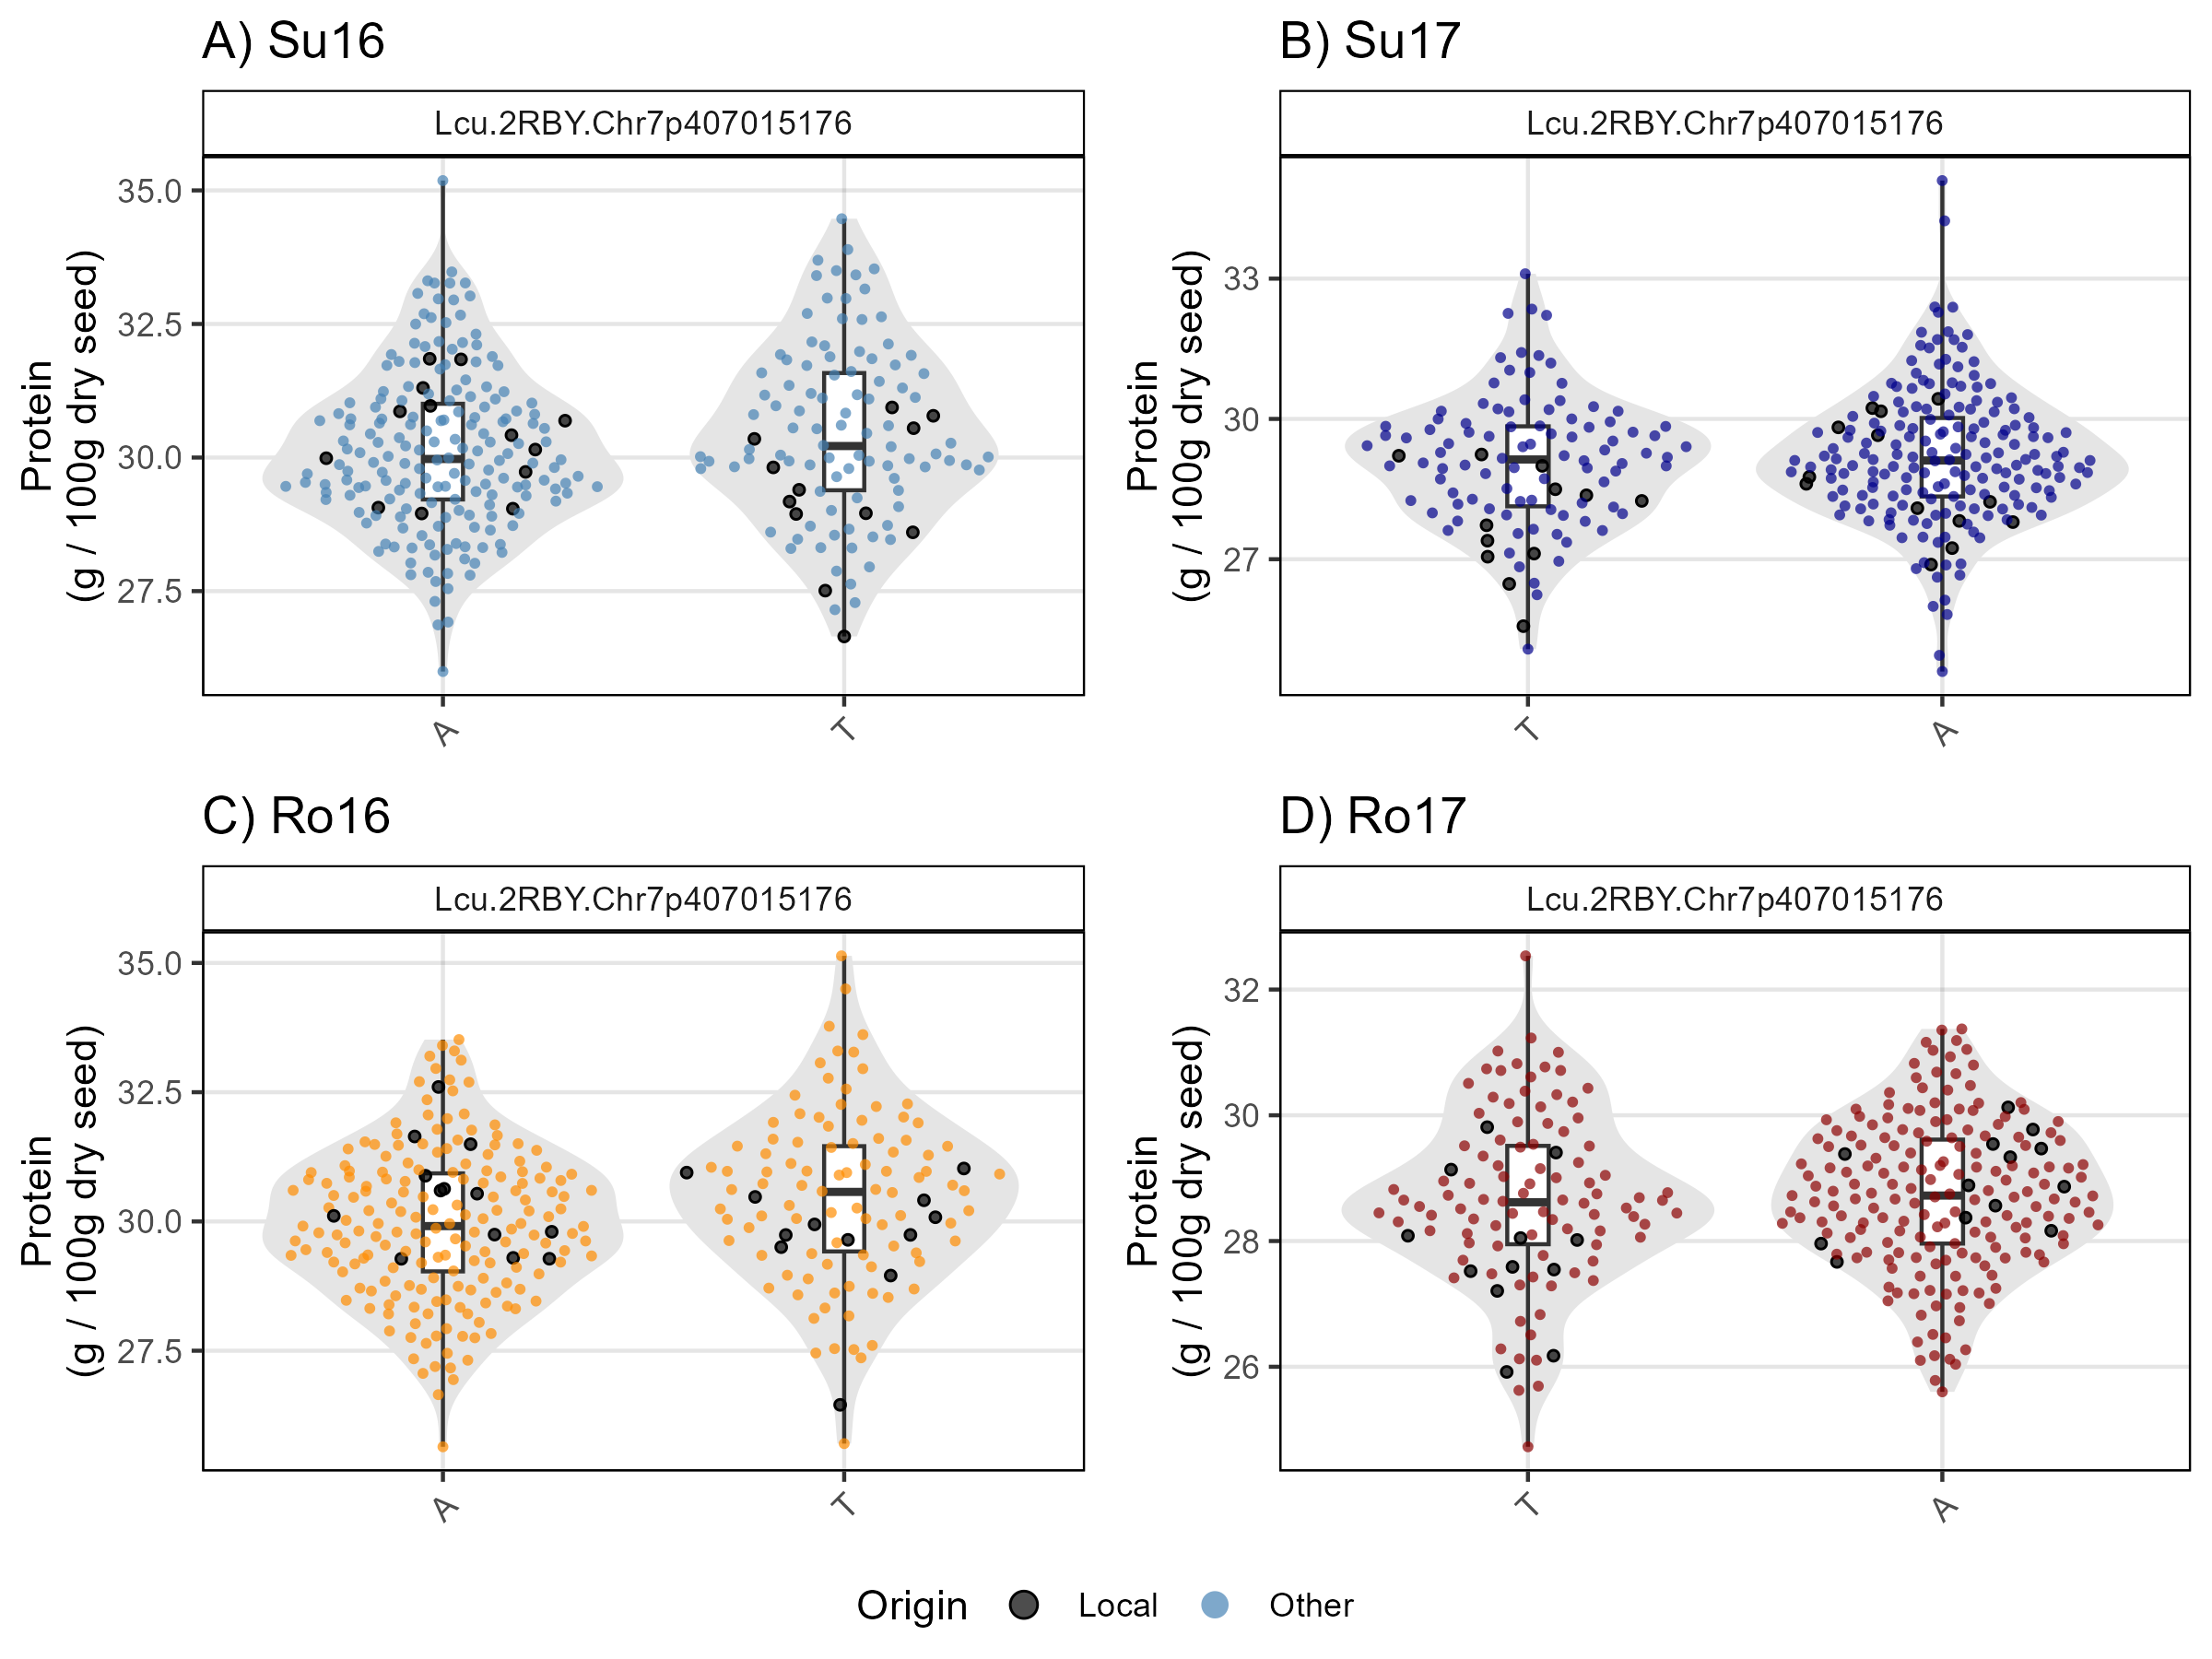 A) Su16
Lcu.2RBY.Chr7p407015176
Protein
(g / 100g dry seed)
35.0
32.5
30.0
27.5
A
T
B) Su17
Lcu.2RBY.Chr7p407015176
Protein
(g / 100g dry seed)
33
30
27
T
A
C) Ro16
Lcu.2RBY.Chr7p407015176
Protein
(g / 100g dry seed)
35.0
32.5
30.0
27.5
A
T
D) Ro17
Lcu.2RBY.Chr7p407015176
Protein
(g / 100g dry seed)
32
30
28
26
T
A
Origin Local Other